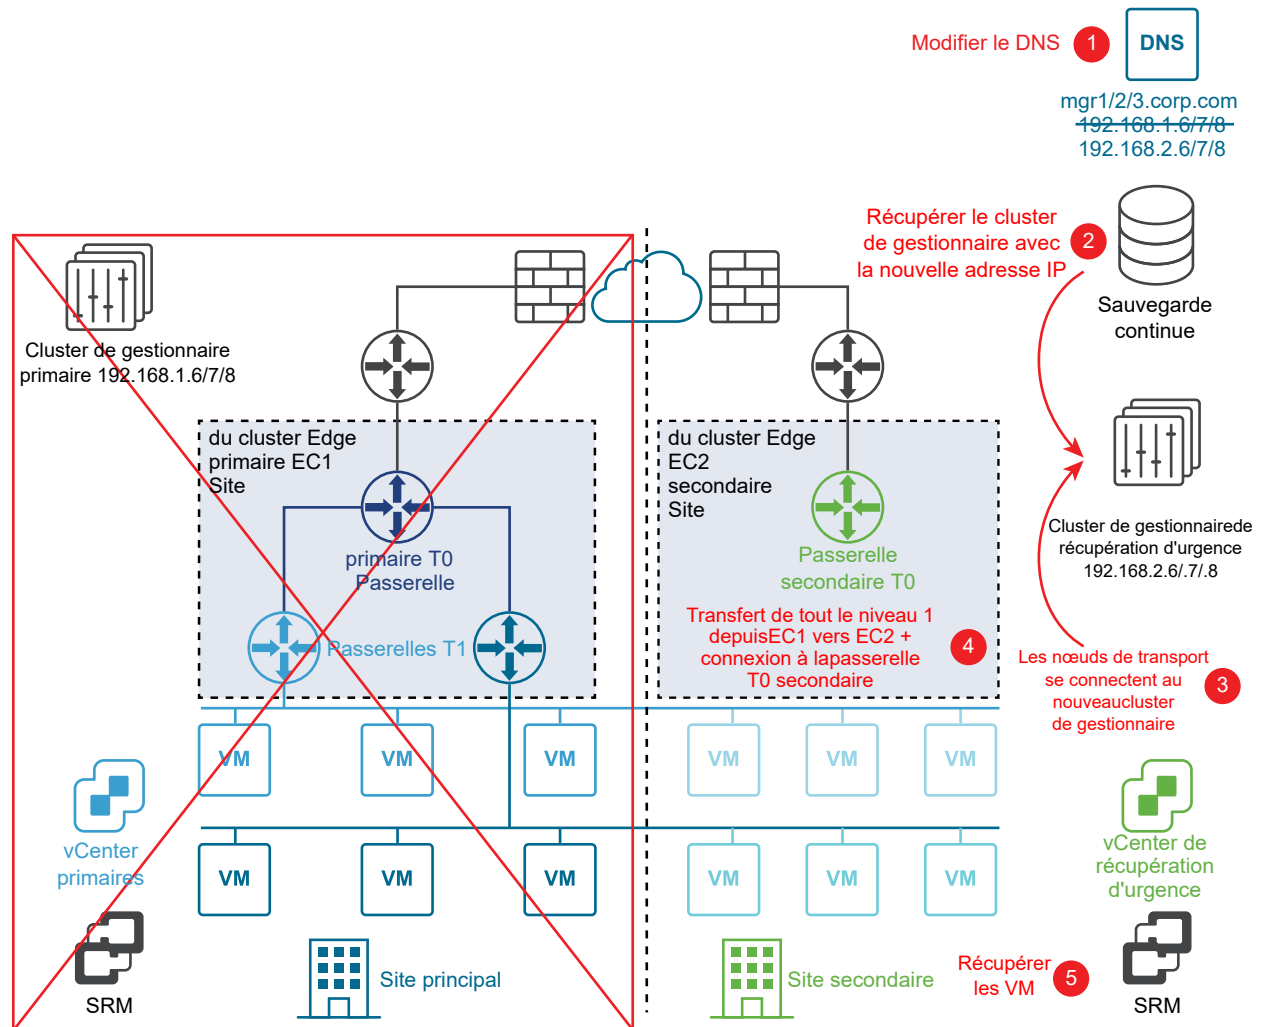 Modifier le DNS
1
DNS
mgr1/2/3.corp.com
192.168.1.6/7/8
192.168.2.6/7/8
Récupérer le cluster
de gestionnaire avec
la nouvelle adresse IP
2
Sauvegarde
continue
Cluster de gestionnaire
primaire 192.168.1.6/7/8
du cluster Edge
primaire EC1
Site
du cluster Edge
EC2
secondaire
Site
primaire T0
Passerelle
Passerelle
secondaire T0
Cluster de gestionnairede
récupération d'urgence
192.168.2.6/.7/.8
Passerelles T1
Transfert de tout le niveau 1
depuisEC1 vers EC2 +
connexion à lapasserelle
T0 secondaire
4
Les nœuds de transport
se connectent au
nouveaucluster
de gestionnaire
3
VM
VM
VM
VM
VM
VM
vCenter
primaires
vCenter de
récupération
d'urgence
VM
VM
VM
VM
VM
VM
SRM
Site principal
Site secondaire
Récupérer
les VM
5
SRM